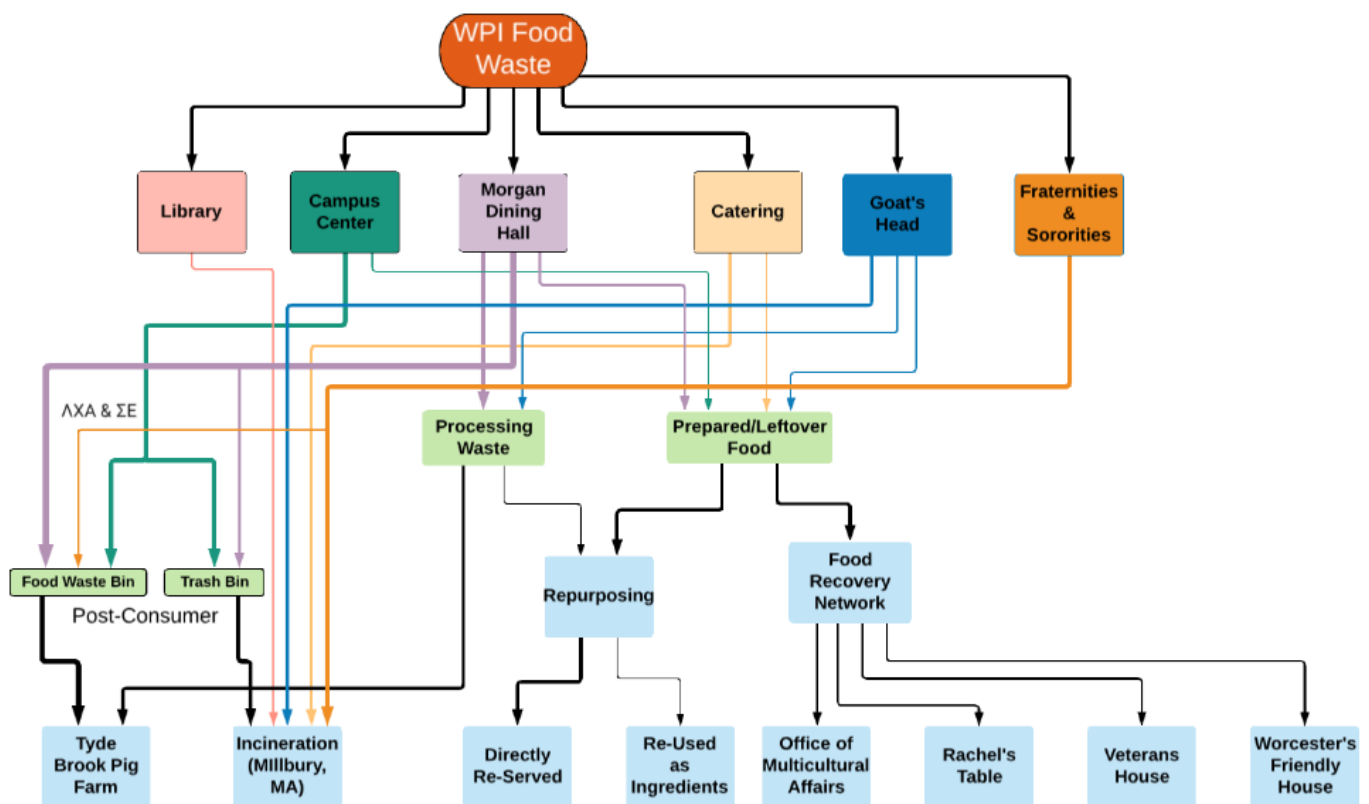 WPI Food
Waste
Library
Campus
Center
Morgan
Dining
Hall
Catering
Goat's
Head
Fraternities
&
Sororities
ΛΧΑ & ΣΕ
Processing
Waste
Prepared/Leftover
Food
Food Waste Bin
Trash Bin
Post-Consumer
Repurposing
Food
Recovery
Network
Tyde
Brook Pig
Farm
Incineration
(MIllbury,
MA)
Directly
Re-Served
Re-Used
as
Ingredients
Office of
Multicultural
Affairs
Rachel's
Table
Veterans
House
Worcester's
Friendly
House